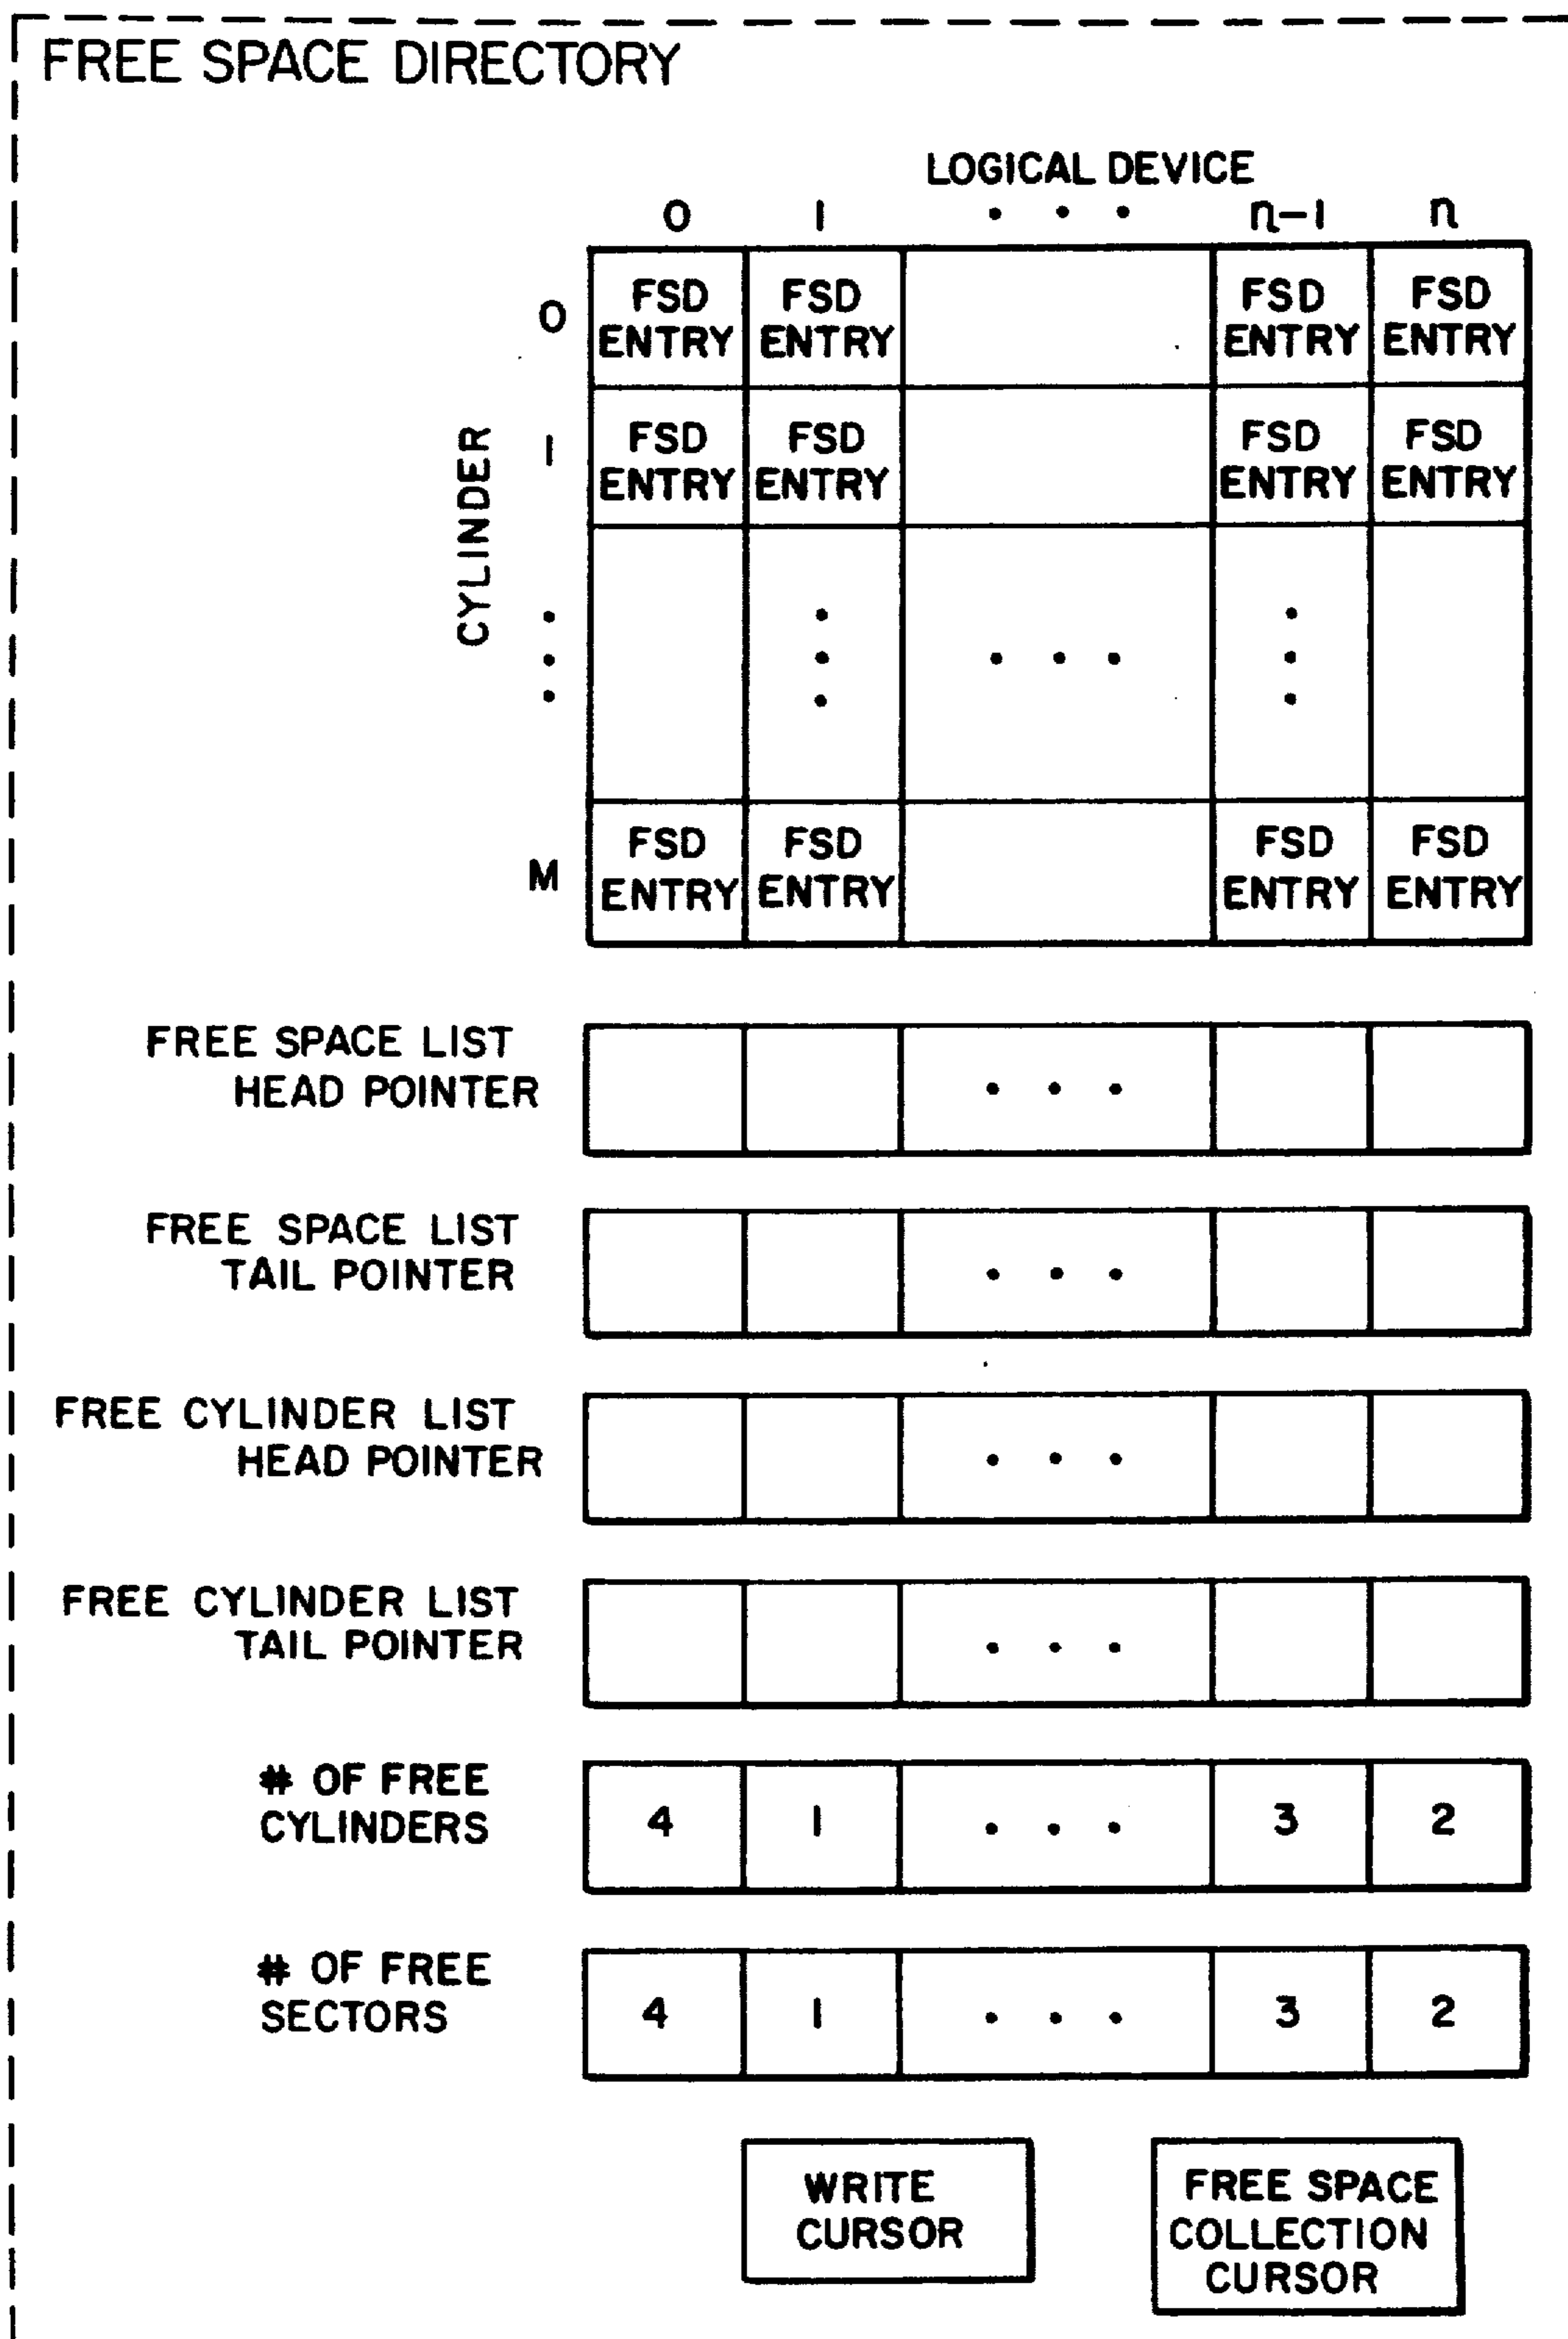 FREE SPACE DIRECTORY
LOGICAL DEVICE
0 1 • • • n-1 n
0 FSD ENTRY FSD ENTRY FSD ENTRY FSD ENTRY
CYLINDER
1 FSD ENTRY FSD ENTRY FSD ENTRY FSD ENTRY
M FSD ENTRY FSD ENTRY FSD ENTRY FSD ENTRY
FREE SPACE LIST
HEAD POINTER • • •
FREE SPACE LIST
TAIL POINTER • • •
FREE CYLINDER LIST
HEAD POINTER • • •
FREE CYLINDER LIST
TAIL POINTER • • •
# OF FREE
CYLINDERS 4 1 • • • 3 2
# OF FREE
SECTORS 4 1 • • • 3 2
WRITE
CURSOR
FREE SPACE
COLLECTION
CURSOR